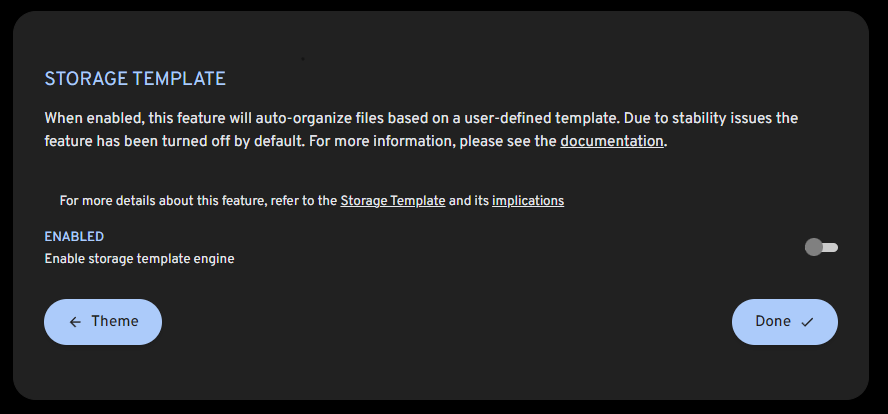 STORAGE TEMPLATE
When enabled, this feature will auto-organize files based on a user-defined template. Due to stability issues the
feature has been turned off by default. For more information, please see the documentation.
For more details about this feature, refer to the Storage Template and its implications
ENABLED
Enable storage template engine
Theme
Done